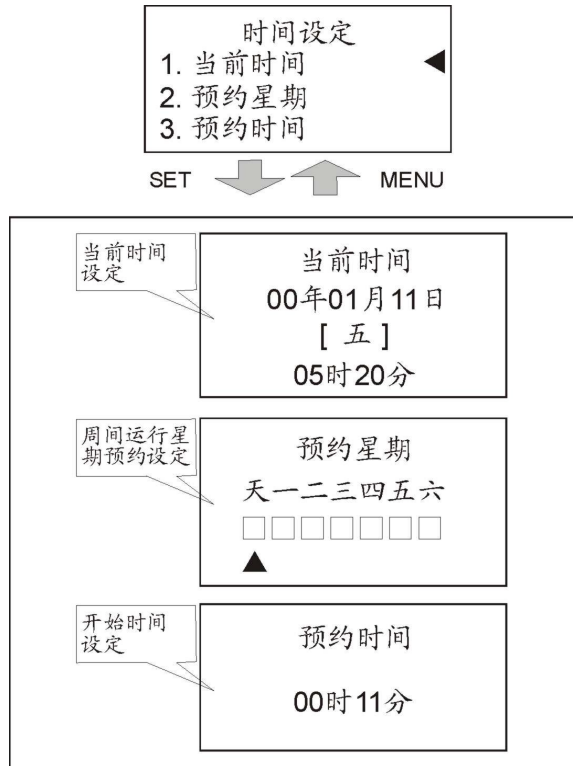 时间设定
1. 当前时间
2. 预约星期
3. 预约时间
SET
MENU
当前时间
设定
当前时间
00年01月11日
[ 五 ]
05时20分
周间运行星
期预约设定
预约星期
天一二三四五六
开始时间
设定
预约时间
00时11分